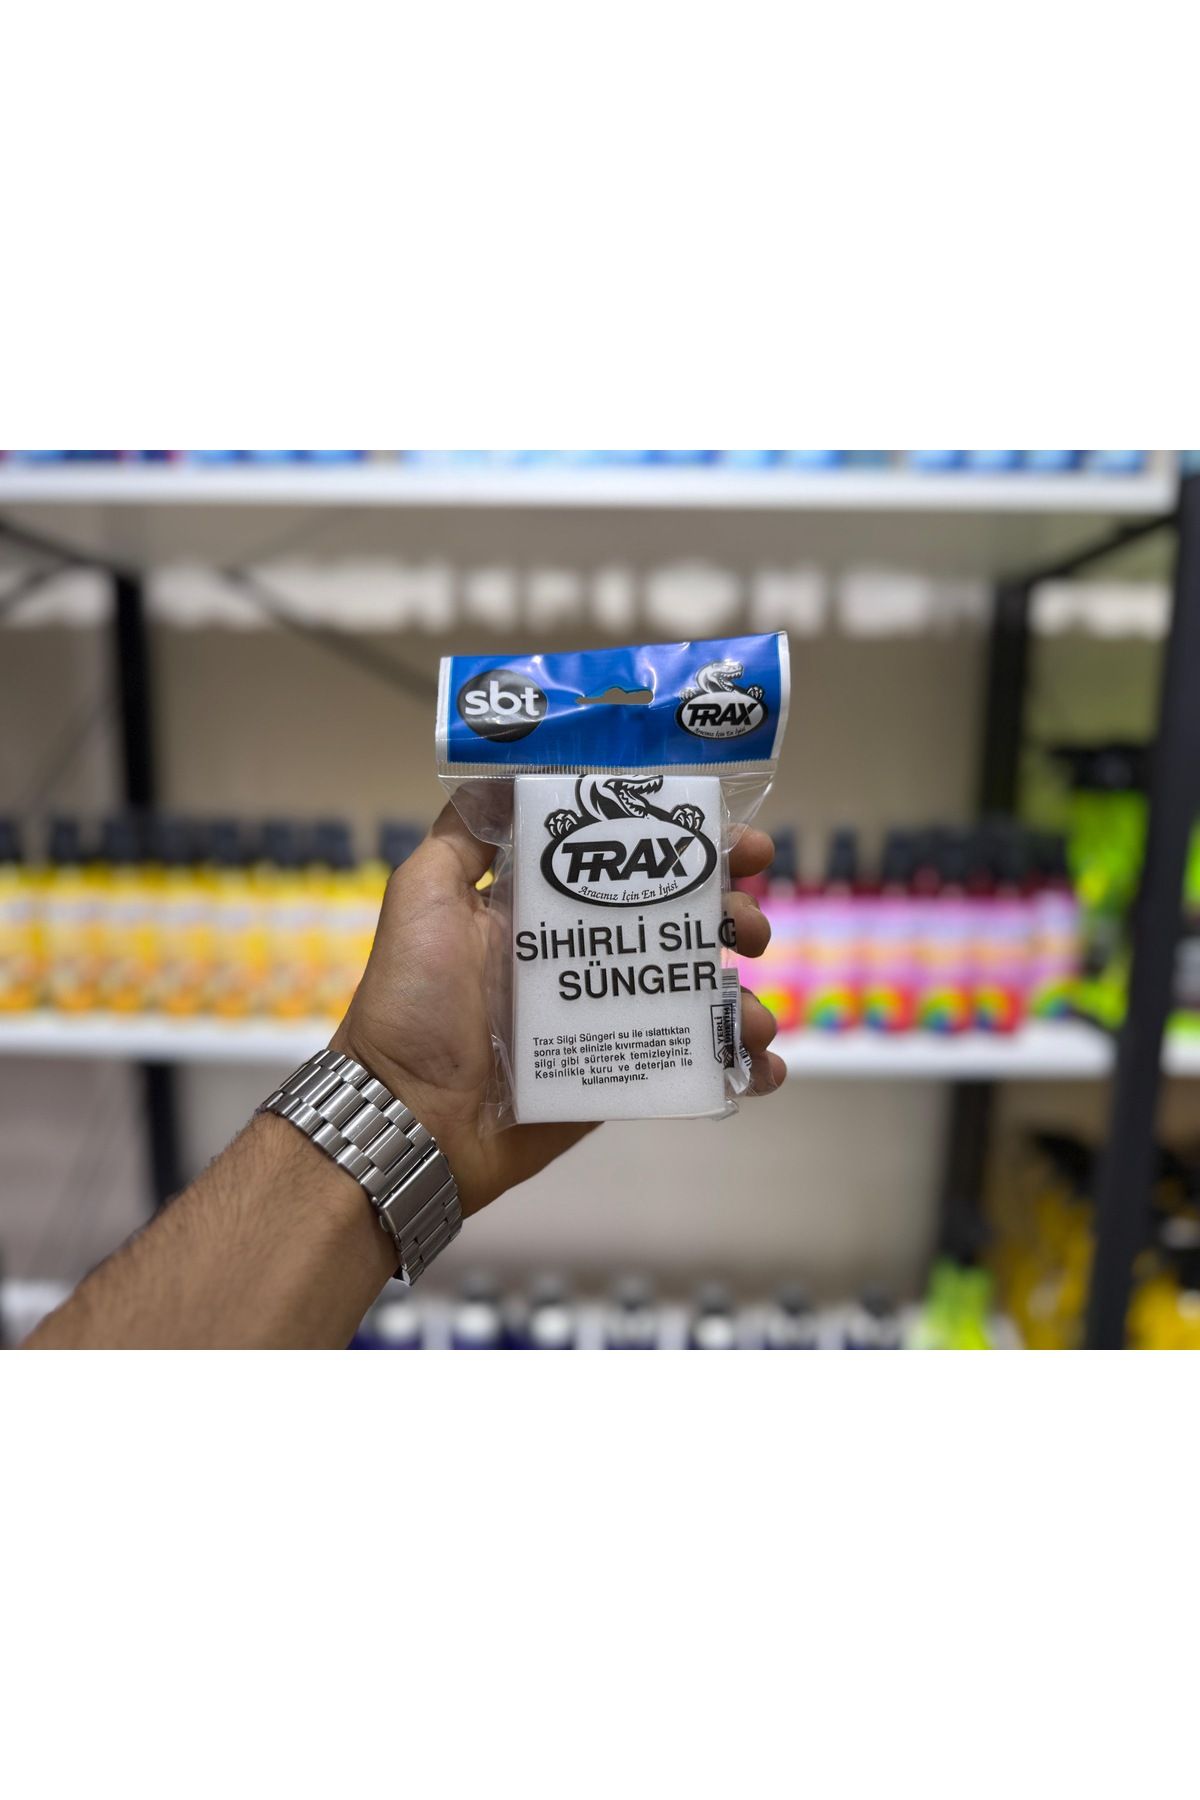 sbt
TRAX
Aracınız İçin En İyisi
TRAX
Aracınız İçin En İyisi
SİHİRLİ SİLGİ
SÜNGER
Trax Silgi Süngeri su ile ıslattıktan
sonra tek elinizle kıvırmadan sıkıp
silgi gibi sürterek temizleyiniz.
Kesinlikle kuru ve deterjan ile
kullanmayınız.
YERLİ
ÜRETİM